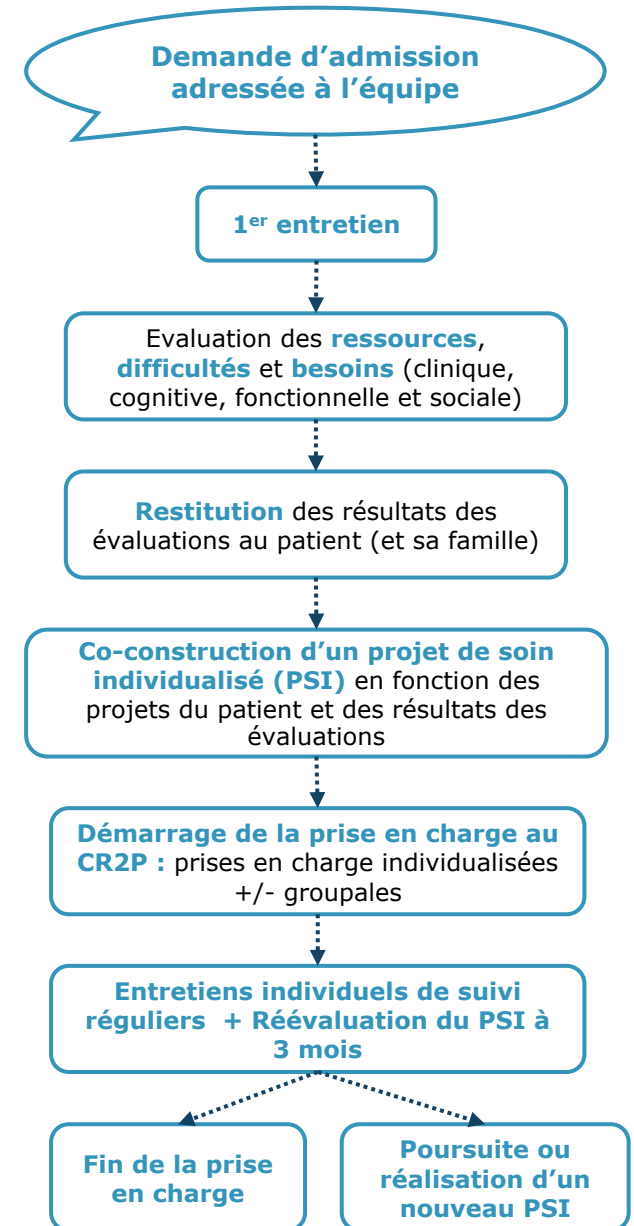 Demande d’admission
adressée à l’équipe
1er entretien
Evaluation des ressources,
difficultés et besoins (clinique,
cognitive, fonctionnelle et sociale)
Restitution des résultats des
évaluations au patient (et sa famille)
Co-construction d’un projet de soin
individualisé (PSI) en fonction des
projets du patient et des résultats des
évaluations
Démarrage de la prise en charge au
CR2P : prises en charge individualisées
+/- groupales
Entretiens individuels de suivi
réguliers + Réévaluation du PSI à
3 mois
Fin de la prise
en charge
Poursuite ou
réalisation d’un
nouveau PSI